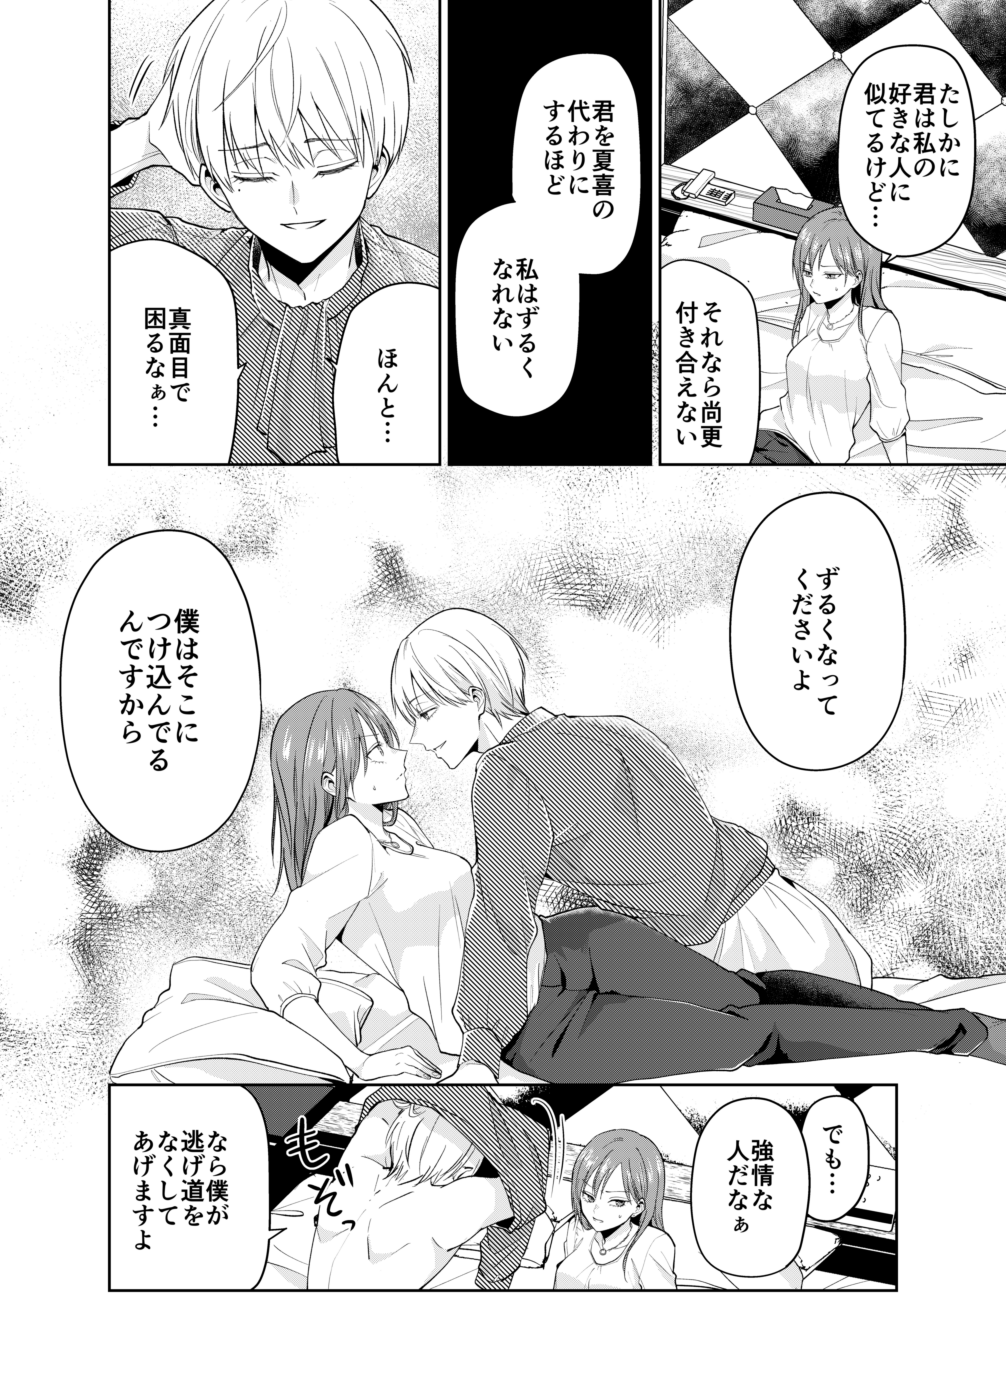 たしかに
君は私の
好きな人に
似てるけど…
それなら尚更
付き合えない
君を夏喜の
代わりに
するほど
私はずるく
なれない
ほんと…
真面目で
困るなぁ…
ずるくなって
くださいよ
僕はそこに
つけ込んでる
んですから
でも…
強情な
人だなぁ
もぞっ
なら僕が
逃げ道を
なくして
あげますよ